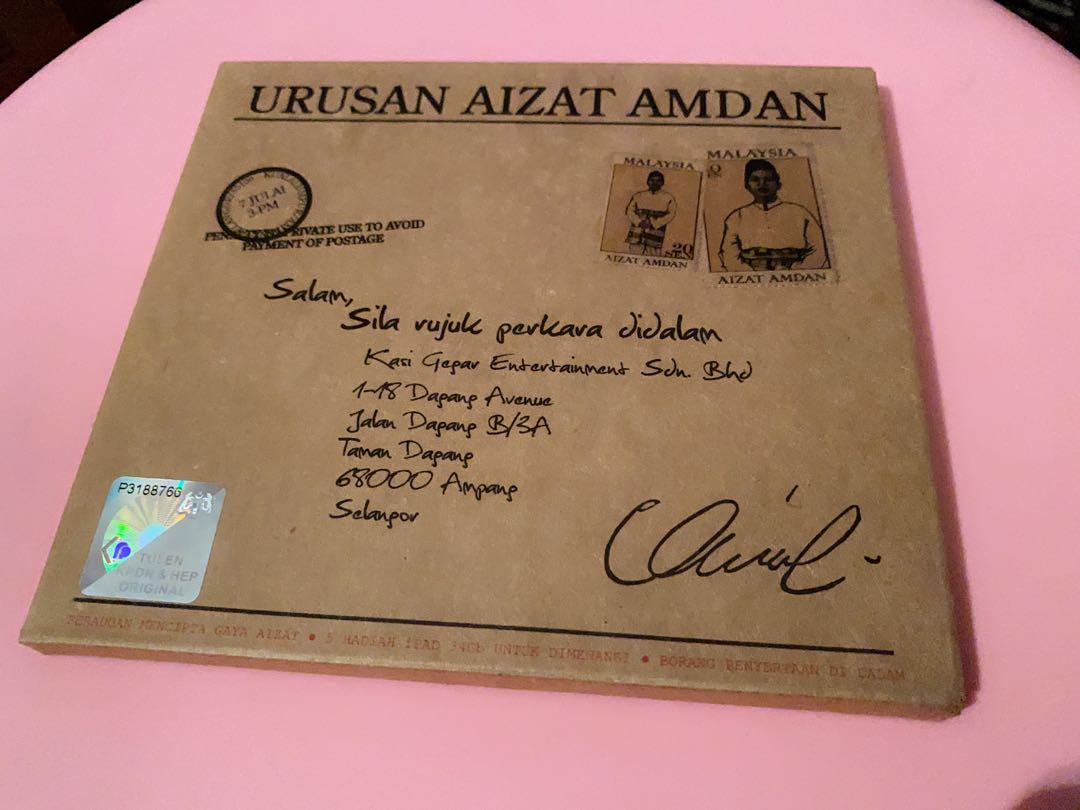 URUSAN AIZAT AMDAN
7 JULAI
3 PM
PRIVATE USE TO AVOID
PAYMENT OF POSTAGE
MALAYSIA
20
SEN
AIZAT AMDAN
MALAYSIA
AIZAT AMDAN
Salam,
Sila rujuk perkara didalam
Kasi Gegar Entertainment Sdn. Bhd
1-18 Dagang Avenue
Jalan Dagang B/3A
Taman Dagang
68000 Ampang
Selangor
P3188766
TULEN
KPDN & HEP
ORIGINAL
PERADUAN MENCIPTA GAYA AIZAT • 5 HADIAH iPAD UNTUK DIMENANGI • BORANG PENYERTAAN DI DALAM